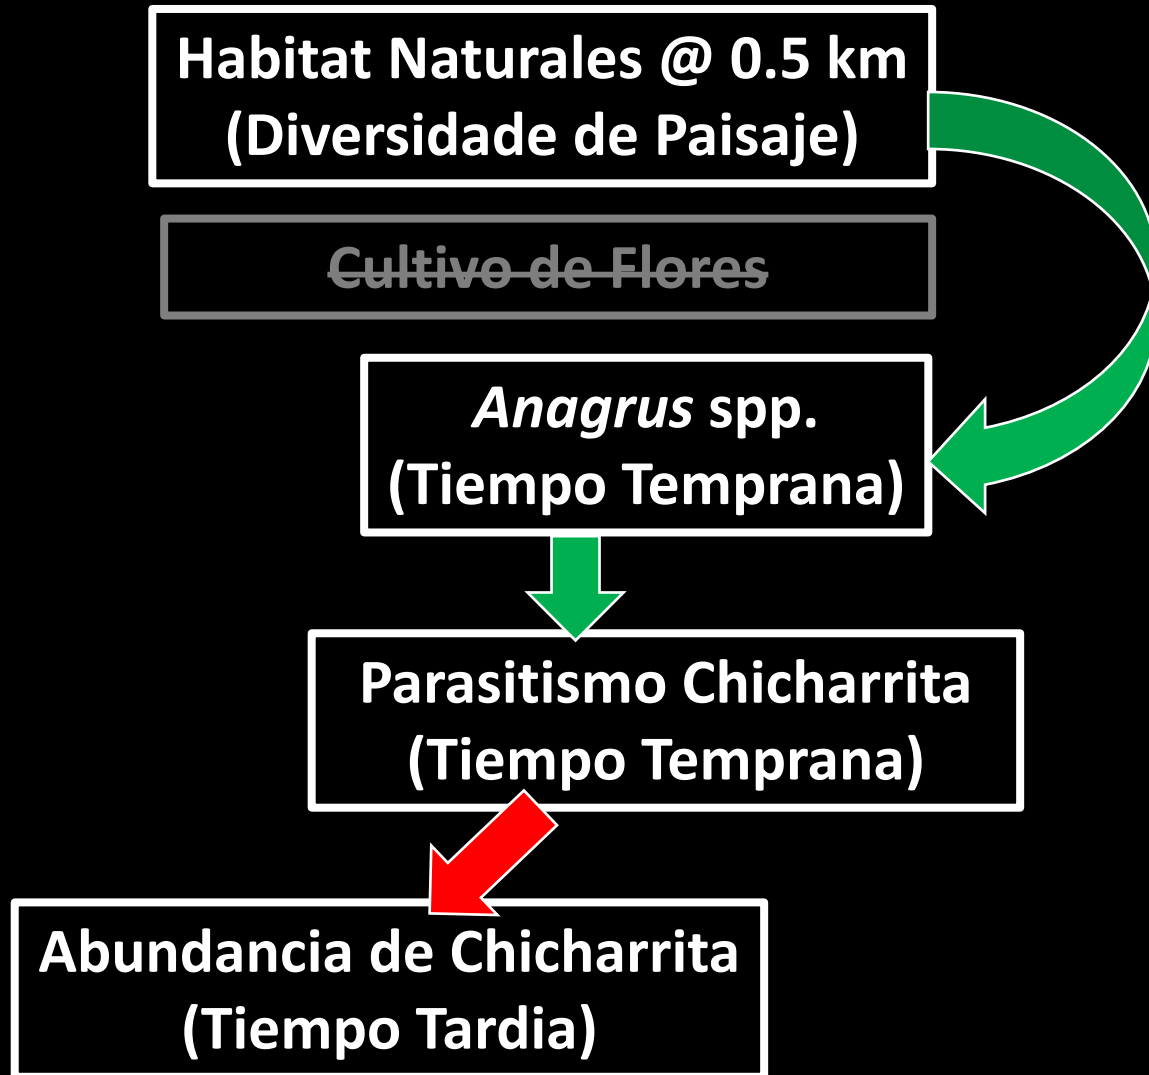 Habitat Naturales @ 0.5 km
(Diversidade de Paisaje)
Cultivo de Flores
Anagrus spp.
(Tiempo Temprana)
Parasitismo Chicharrita
(Tiempo Temprana)
Abundancia de Chicharrita
(Tiempo Tardia)